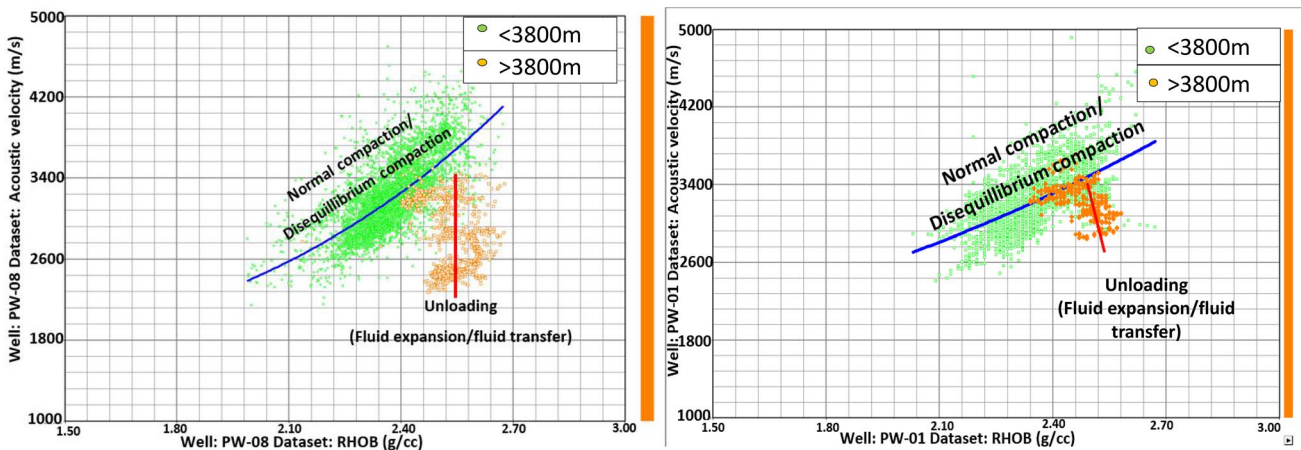 5000
4200
3400
2600
1800
1000
Well: PW-08 Dataset: Acoustic velocity (m/s)
<3800m
>3800m
Normal compaction/
Disequillibrium compaction
Unloading
(Fluid expansion/fluid transfer)
1.50
1.80
2.10
2.40
2.70
3.00
Well: PW-08 Dataset: RHOB (g/cc)
5000
4200
3400
2600
1800
1000
Well: PW-01 Dataset: Acoustic velocity (m/s)
<3800m
>3800m
Normal compaction/
Disequillibrium compaction
Unloading
(Fluid expansion/fluid
transfer)
1.50
1.80
2.10
2.40
2.70
3.00
Well: PW-01 Dataset: RHOB (g/cc)